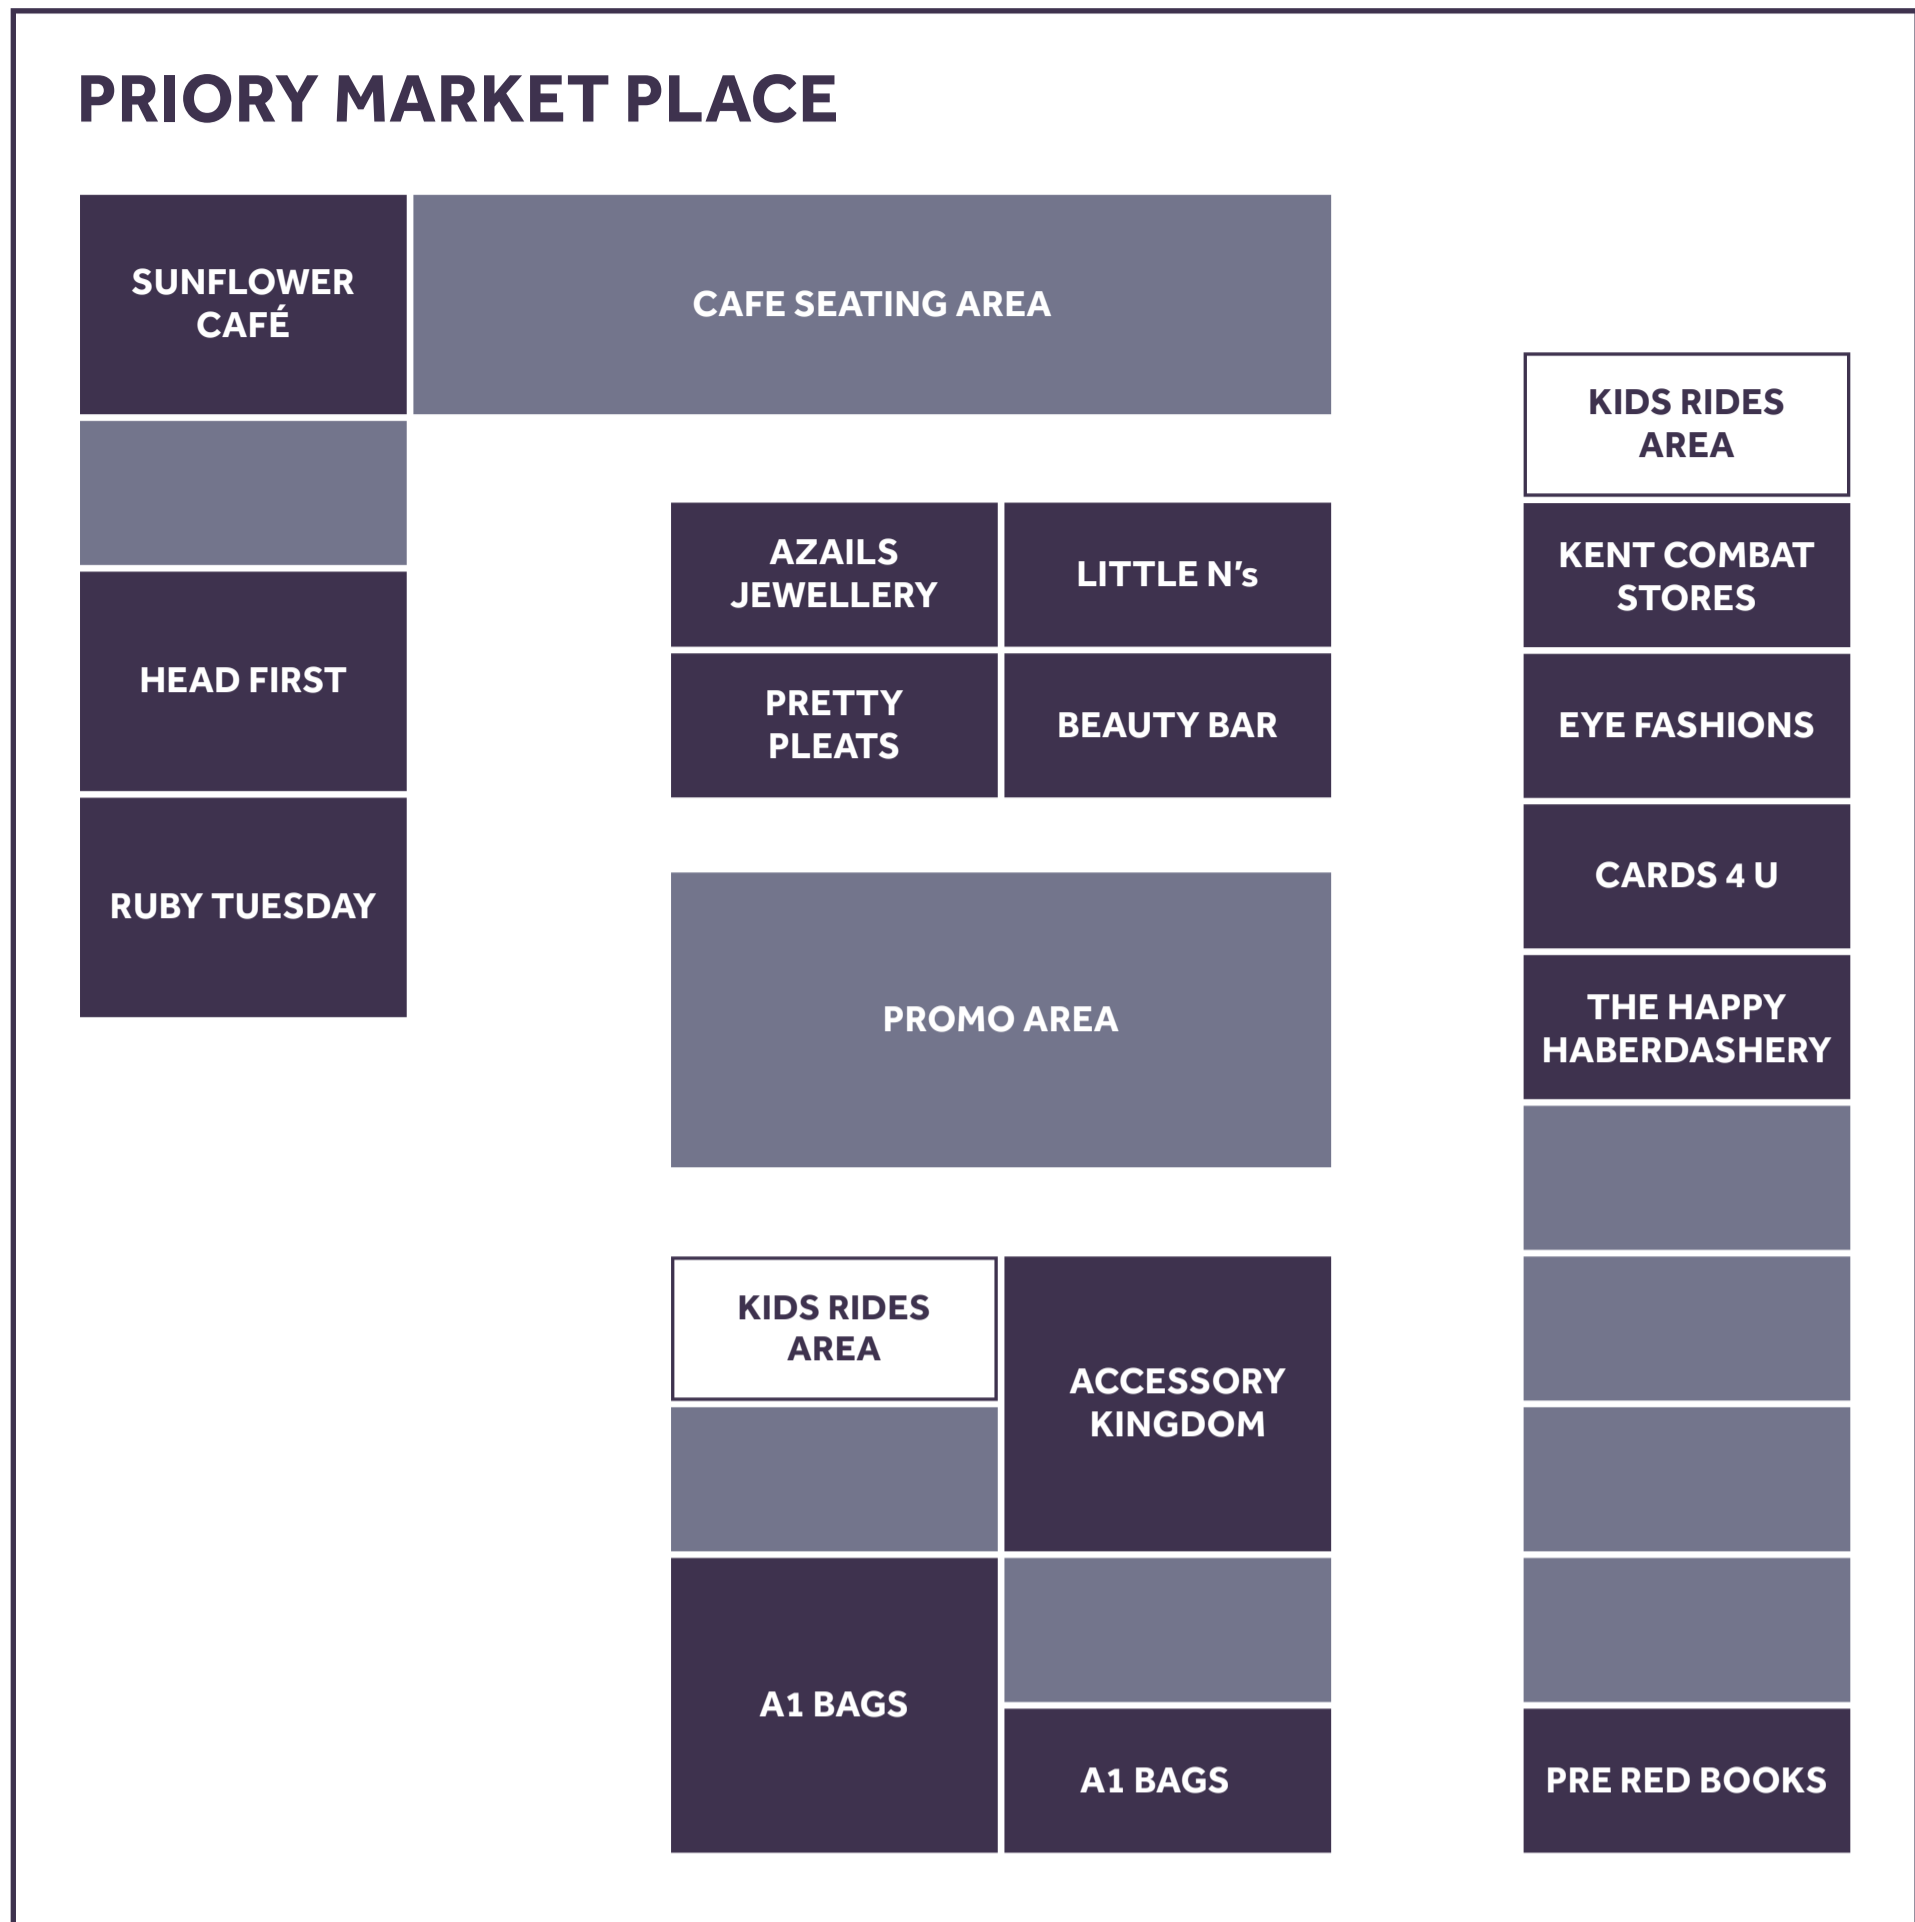 PRIORY MARKET PLACE
SUNFLOWER
CAFÉ
CAFE SEATING AREA
KIDS RIDES
AREA
AZAILS
JEWELLERY
LITTLE N's
KENT COMBAT
STORES
HEAD FIRST
PRETTY
PLEATS
BEAUTY BAR
EYE FASHIONS
RUBY TUESDAY
CARDS 4 U
PROMO AREA
THE HAPPY
HABERDASHERY
KIDS RIDES
AREA
ACCESSORY
KINGDOM
A1 BAGS
A1 BAGS
PRE RED BOOKS